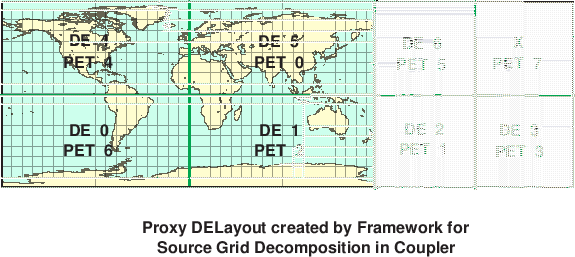 DE 4 DE 5 DE 6 X
PET 4 PET 0 PET 5 PET 7
DE 0 DE 1 DE 2 DE 3
PET 6 PET 2 PET 1 PET 3
Proxy DELayout created by Framework for
Source Grid Decomposition in Coupler